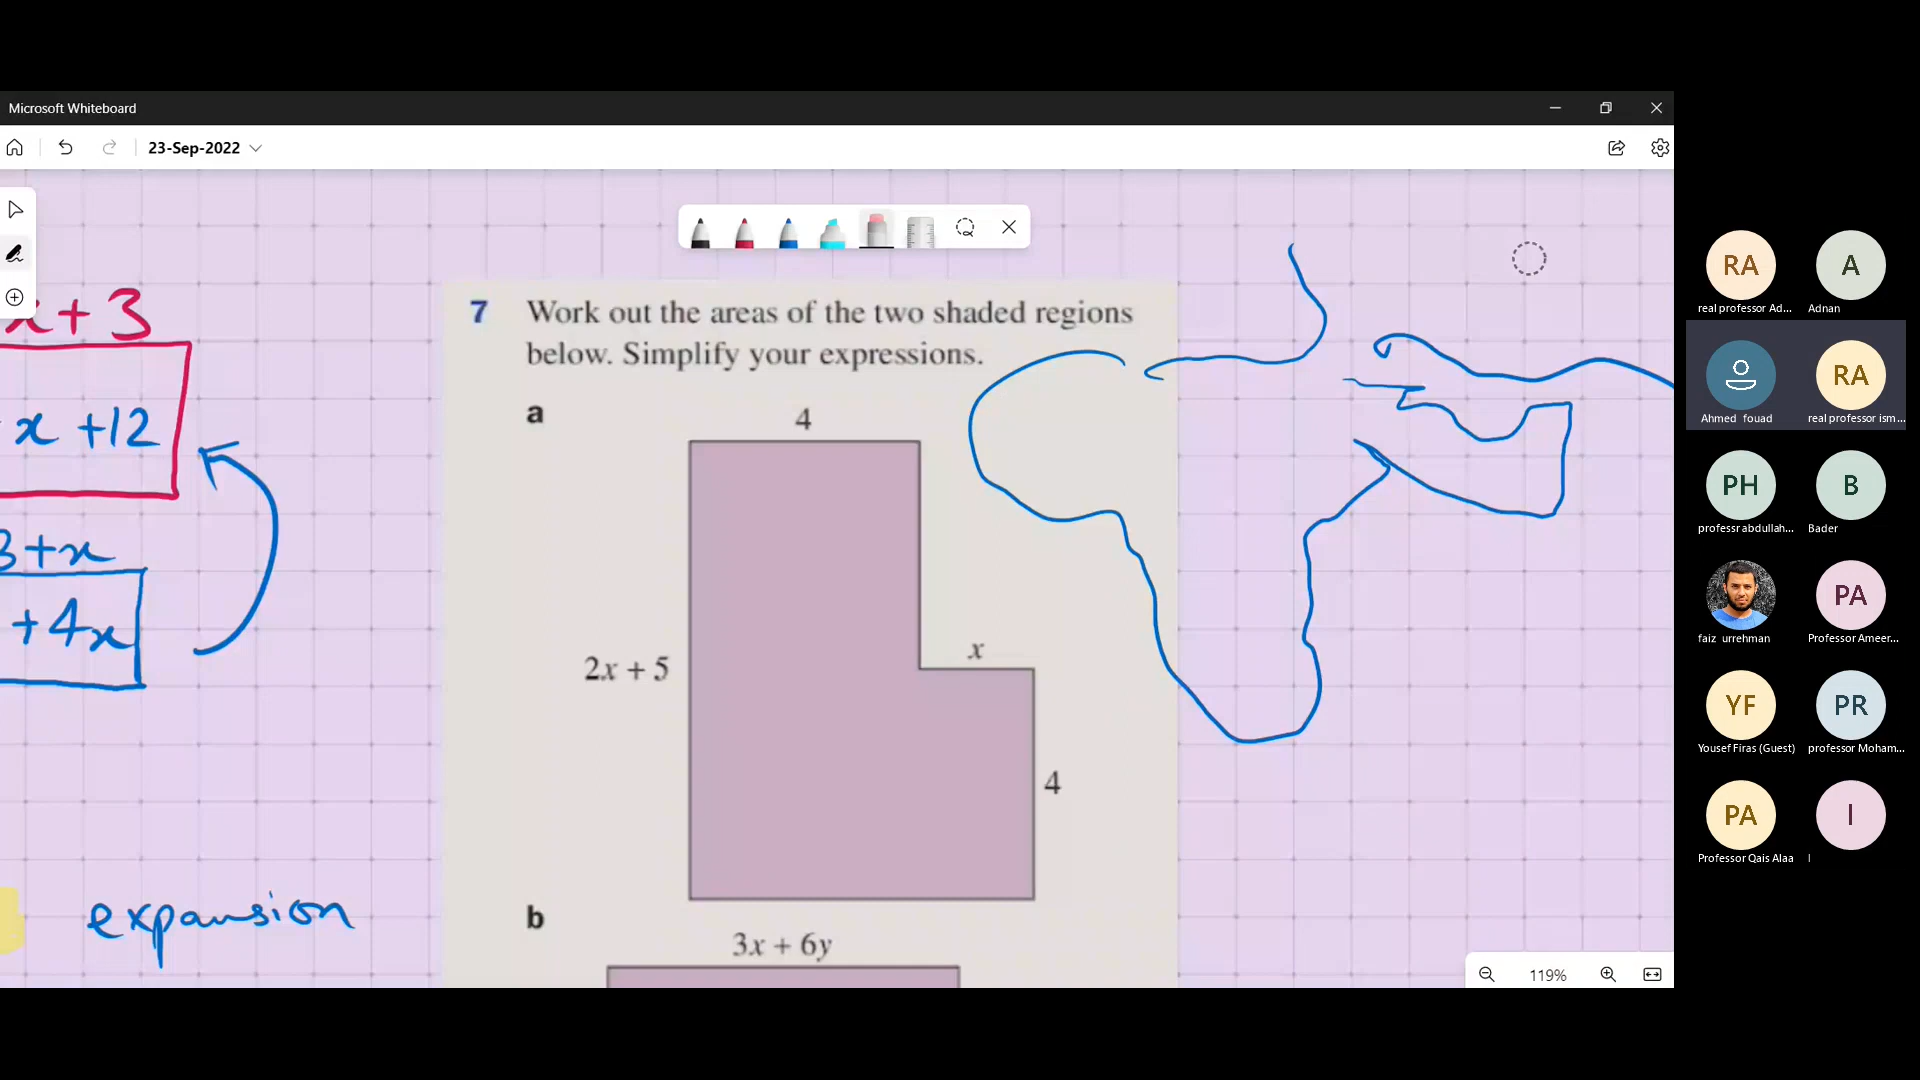 Microsoft Whiteboard
23-Sep-2022
x+3
x +12
3+x
+4x
expansion
7 Work out the areas of the two shaded regions
below. Simplify your expressions.
a
4
2x + 5
x
4
b
3x + 6y
119%
RA
real professor Ad...
A
Adnan
Ahmed fouad
RA
real professor ism...
PH
professr abdullah...
B
Bader
faiz urrehman
PA
Professor Ameer...
YF
Yousef Firas (Guest)
PR
professor Moham...
PA
Professor Qais Alaa
I
I